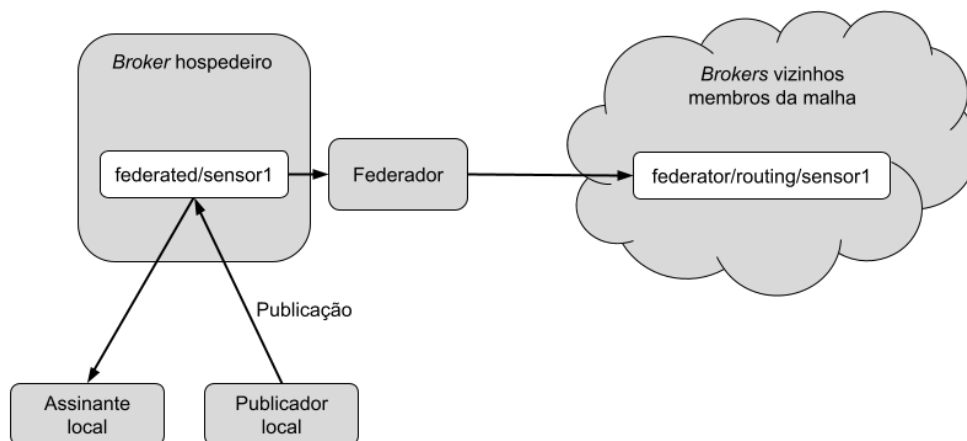 Broker hospedeiro
Brokers vizinhos
membros da malha
federated/sensor1
Federador
federator/routing/sensor1
Publicação
Assinante
local
Publicador
local